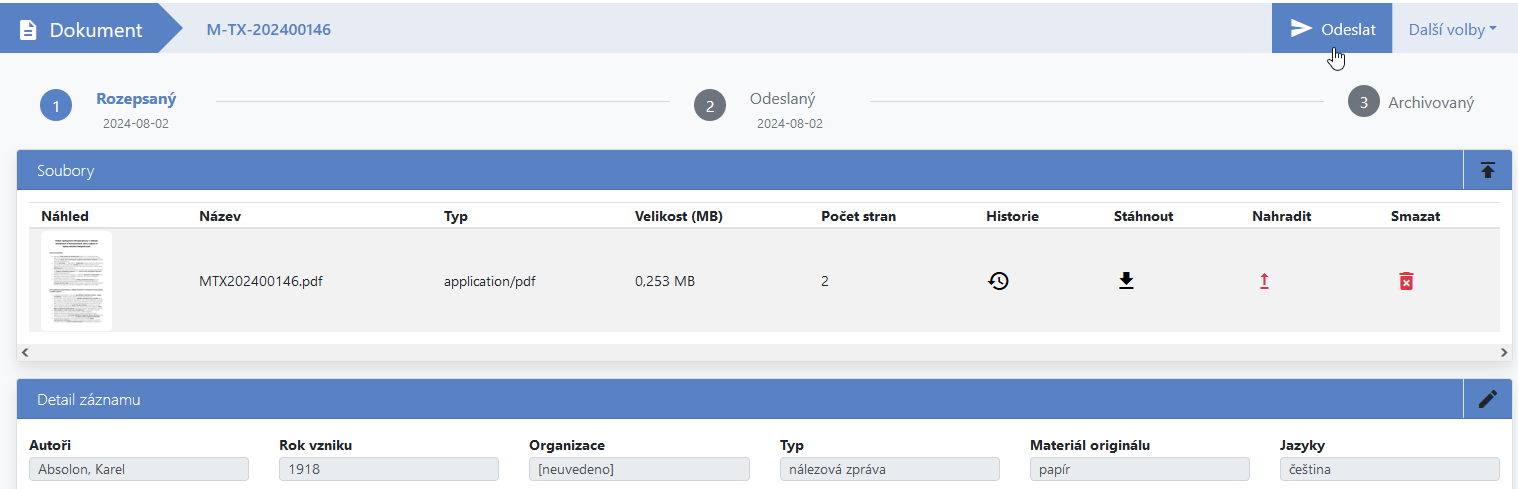 Dokument M-TX-202400146 Odeslat Další volby
1 Rozepsaný 2 Odeslaný 3 Archivovaný
2024-08-02 2024-08-02
Soubory
Náhled Název Typ Velikost (MB) Počet stran Historie Stáhnout Nahradit Smazat
MTX202400146.pdf application/pdf 0,253 MB 2
Detail záznamu
Autoři Rok vzniku Organizace Typ Materiál originálu Jazyky
Absolon, Karel 1918 [neuvedeno] nálezová zpráva papír čeština